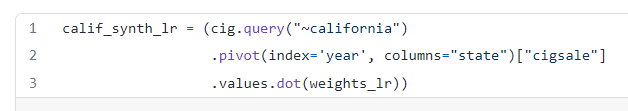 1 calif_synth_lr = (cig.query("~california")
2 .pivot(index='year', columns="state")["cigsale"]
3 .values.dot(weights_lr))